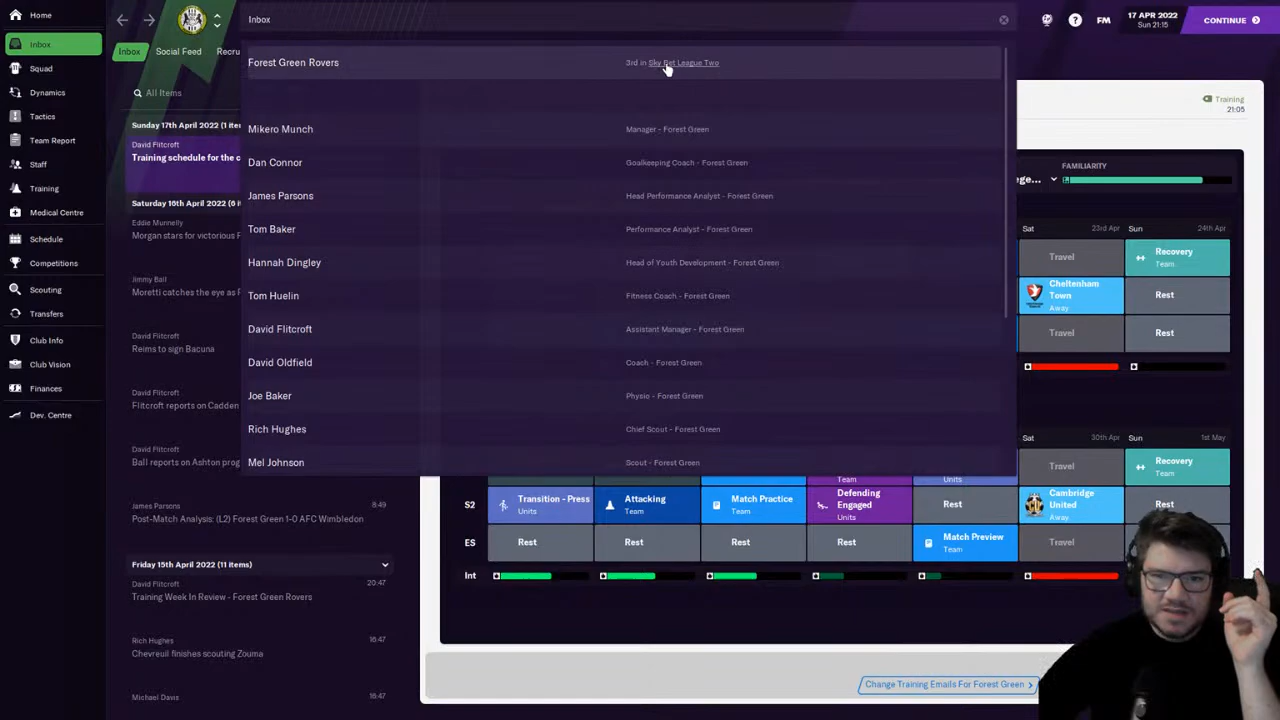 Home
Inbox
Squad
Dynamics
Tactics
Team Report
Staff
Training
Medical Centre
Schedule
Competitions
Scouting
Transfers
Club Info
Club Vision
Finances
Dev. Centre
Inbox
FM
17 APR 2022
Sun 21:15
CONTINUE
Inbox
Social Feed
All Items
Sunday 17th April 2022
David Flitcroft
Training schedule for the
Saturday 16th April 2022
Eddie Munnelly
Morgan stars for victorious
Jimmy Ball
Moretti catches the eye as
David Flitcroft
Reims to sign Bacuna
David Flitcroft
Flitcroft reports on Cadden
David Flitcroft
Ball reports on Ashton
James Parsons
8:49
Post-Match Analysis: (L2) Forest Green 1-0 AFC Wimbledon
Friday 15th April 2022 (11 items)
David Flitcroft
20:47
Training Week In Review - Forest Green Rovers
Rich Hughes
18:47
Chevreuil finishes scouting Zouma
Michael Davis
18:47
Forest Green Rovers
3rd in Sky Bet League Two
Mikero Munch
Manager - Forest Green
Dan Connor
Goalkeeping Coach - Forest Green
James Parsons
Head Performance Analyst - Forest Green
Tom Baker
Performance Analyst - Forest Green
Hannah Dingley
Head of Youth Development - Forest Green
Tom Huelin
Fitness Coach - Forest Green
David Flitcroft
Assistant Manager - Forest Green
David Oldfield
Coach - Forest Green
Joe Baker
Physio - Forest Green
Rich Hughes
Chief Scout - Forest Green
Mel Johnson
Scout - Forest Green
Training
21:05
FAMILIARITY
Sat
23rd Apr
Sun
24th Apr
Travel
Recovery
Team
Cheltenham
Town
Away
Rest
Travel
Rest
Sat
30th Apr
Sun
1st May
Travel
Recovery
Team
Team
Units
S2
Transition - Press
Units
Attacking
Team
Match Practice
Team
Defending
Engaged
Units
Rest
Cambridge
United
Away
ES
Rest
Rest
Rest
Rest
Match Preview
Team
Travel
Int
Change Training Emails For Forest Green